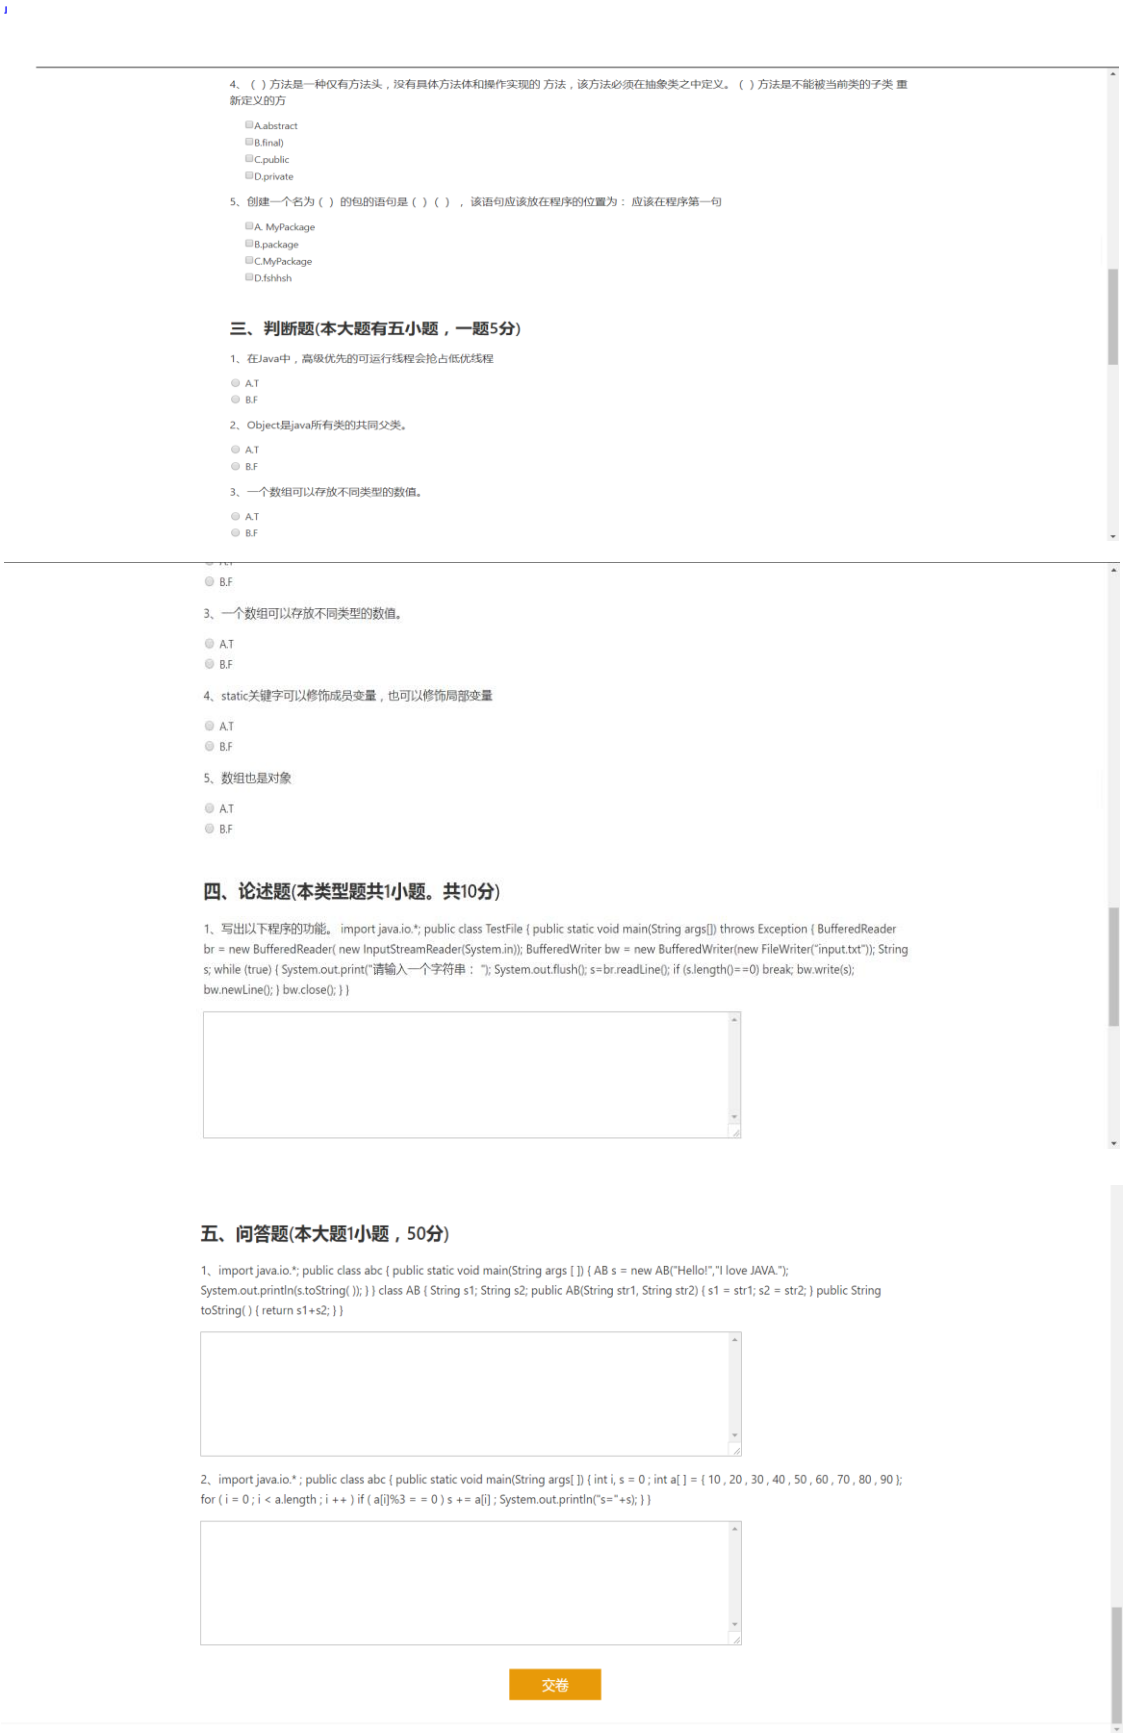 4、 ( ) 方法是一种仅有方法头，没有具体方法体和操作实现的 方法，该方法必须在抽象类之中定义。 ( ) 方法是不能被当前类的子类 重
新定义的方
A.abstract
B.final)
C.public
D.private
5、创建一个名为 ( ) 的包的语句是 ( ) ( ) ， 该语句应该放在程序的位置为： 应该在程序第一句
A. MyPackage
B.package
C.MyPackage
D.fshhsh
三、判断题(本大题有五小题，一题5分)
1、在Java中，高级优先的可运行线程会抢占低优线程
A.T
B.F
2、Object是java所有类的共同父类。
A.T
B.F
3、一个数组可以存放不同类型的数值。
A.T
B.F
B.F
3、一个数组可以存放不同类型的数值。
A.T
B.F
4、static关键字可以修饰成员变量，也可以修饰局部变量
A.T
B.F
5、数组也是对象
A.T
B.F
四、论述题(本类型题共1小题。共10分)
1、写出以下程序的功能。 import java.io.*; public class TestFile { public static void main(String args[]) throws Exception { BufferedReader
br = new BufferedReader( new InputStreamReader(System.in)); BufferedWriter bw = new BufferedWriter(new FileWriter("input.txt")); String
s; while (true) { System.out.print("请输入一个字符串： "); System.out.flush(); s=br.readLine(); if (s.length()==0) break; bw.write(s);
bw.newLine(); } bw.close(); } }
五、问答题(本大题1小题，50分)
1、import java.io.*; public class abc { public static void main(String args [ ]) { AB s = new AB("Hello!","I love JAVA.");
System.out.println(s.toString( )); } } class AB { String s1; String s2; public AB(String str1, String str2) { s1 = str1; s2 = str2; } public String
toString( ) { return s1+s2; } }
2、import java.io.* ; public class abc { public static void main(String args[ ]) { int i, s = 0 ; int a[ ] = { 10 , 20 , 30 , 40 , 50 , 60 , 70 , 80 , 90 };
for ( i = 0 ; i < a.length ; i ++ ) if ( a[i]%3 = = 0 ) s += a[i] ; System.out.println("s="+s); } }
交卷